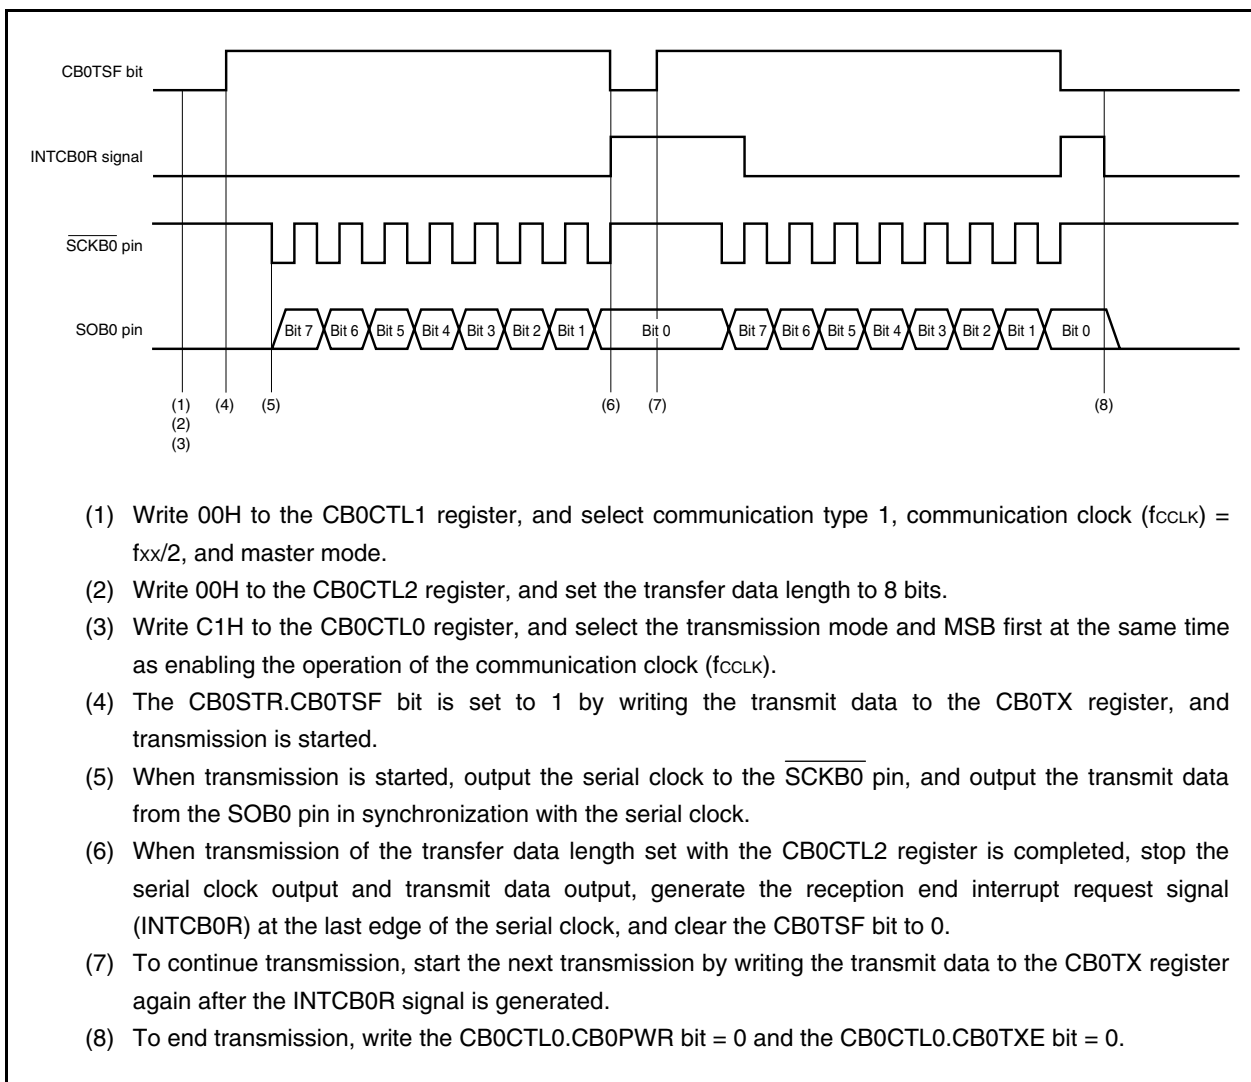 CB0TSF bit
INTCB0R signal
SCKB0 pin
SOB0 pin
Bit 7 Bit 6 Bit 5 Bit 4 Bit 3 Bit 2 Bit 1 Bit 0 Bit 7 Bit 6 Bit 5 Bit 4 Bit 3 Bit 2 Bit 1 Bit 0
(1) (4) (5) (6) (7) (8)
(2)
(3)
(1) Write 00H to the CB0CTL1 register, and select communication type 1, communication clock (fCCLK) =
fXX/2, and master mode.
(2) Write 00H to the CB0CTL2 register, and set the transfer data length to 8 bits.
(3) Write C1H to the CB0CTL0 register, and select the transmission mode and MSB first at the same time
as enabling the operation of the communication clock (fCCLK).
(4) The CB0STR.CB0TSF bit is set to 1 by writing the transmit data to the CB0TX register, and
transmission is started.
(5) When transmission is started, output the serial clock to the SCKB0 pin, and output the transmit data
from the SOB0 pin in synchronization with the serial clock.
(6) When transmission of the transfer data length set with the CB0CTL2 register is completed, stop the
serial clock output and transmit data output, generate the reception end interrupt request signal
(INTCB0R) at the last edge of the serial clock, and clear the CB0TSF bit to 0.
(7) To continue transmission, start the next transmission by writing the transmit data to the CB0TX register
again after the INTCB0R signal is generated.
(8) To end transmission, write the CB0CTL0.CB0PWR bit = 0 and the CB0CTL0.CB0TXE bit = 0.